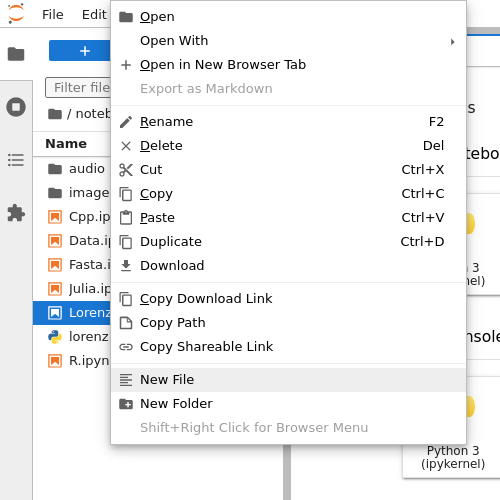 File Edit
Open
Open With
Open in New Browser Tab
Export as Markdown
Filter file
/ noteb
Rename F2
Name
Delete Del
audio
Cut Ctrl+X
image
Copy Ctrl+C
Cpp.ip
Paste Ctrl+V
Data.ip
Duplicate Ctrl+D
Fasta.i
Download
Julia.ip
Copy Download Link
Lorenz
Copy Path
lorenz
Copy Shareable Link
R.ipyn
New File
New Folder
Shift+Right Click for Browser Menu
s
tebo
3
nel)
nsole
Python 3
(ipykernel)